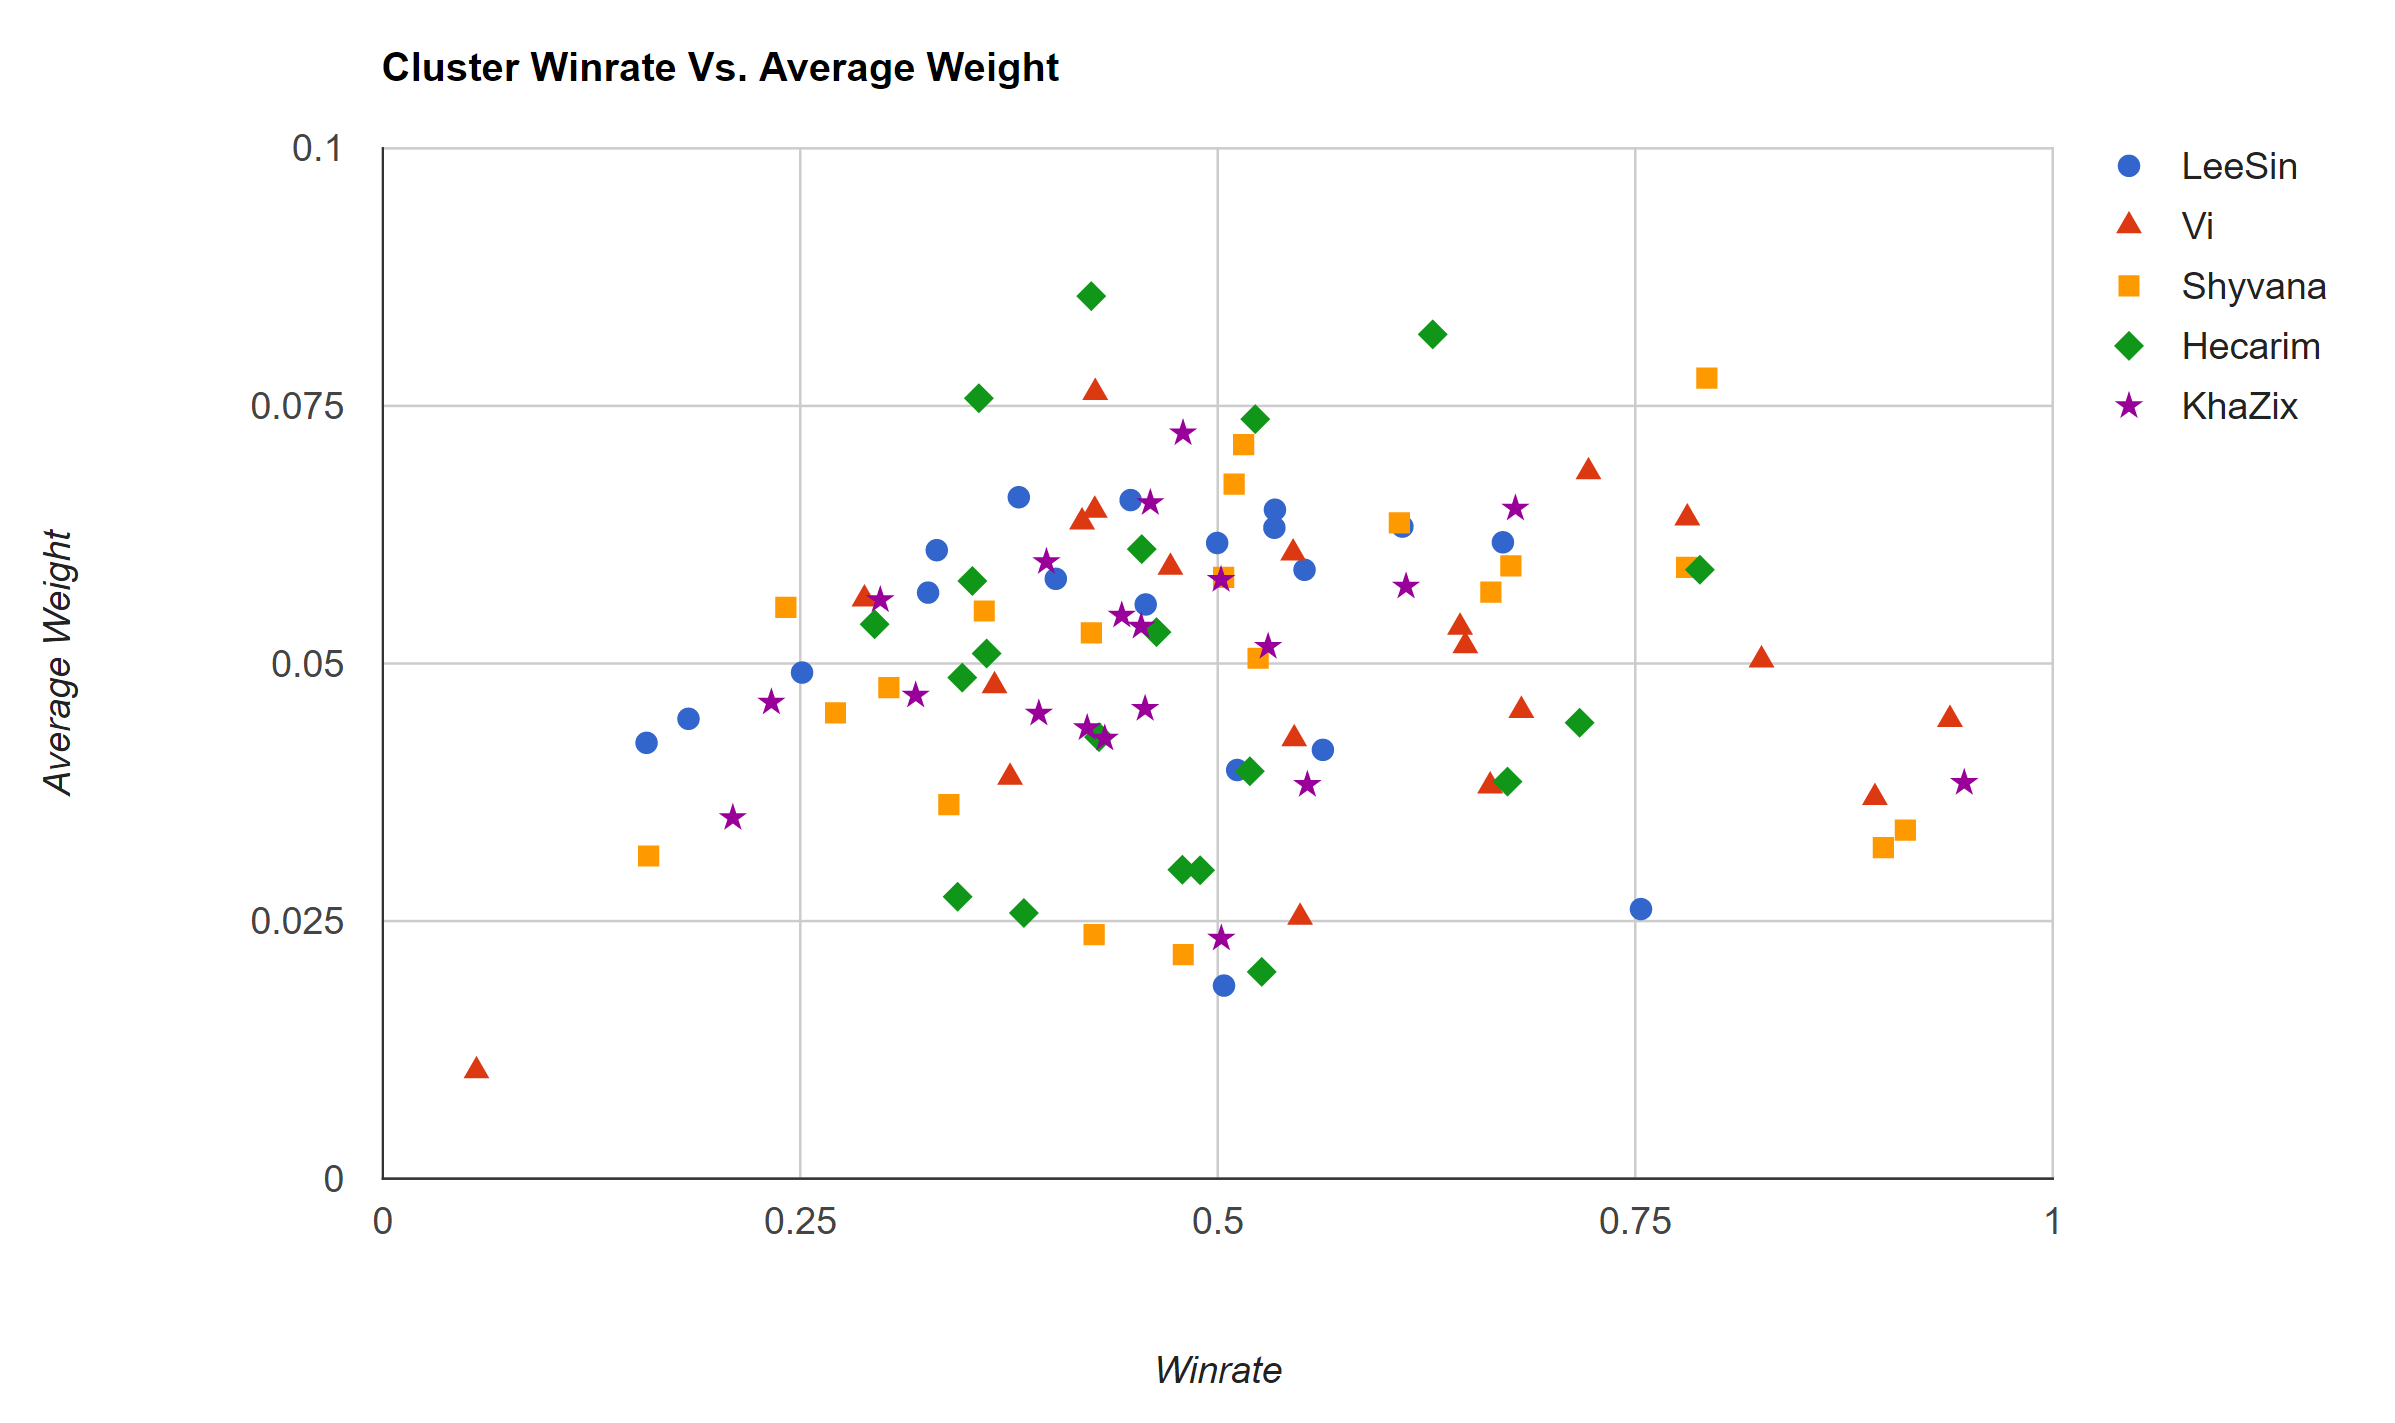 Cluster Winrate Vs. Average Weight
0.1
0.075
0.05
0.025
0
Average Weight
0
0.25
0.5
0.75
1
Winrate
LeeSin
Vi
Shyvana
Hecarim
KhaZix